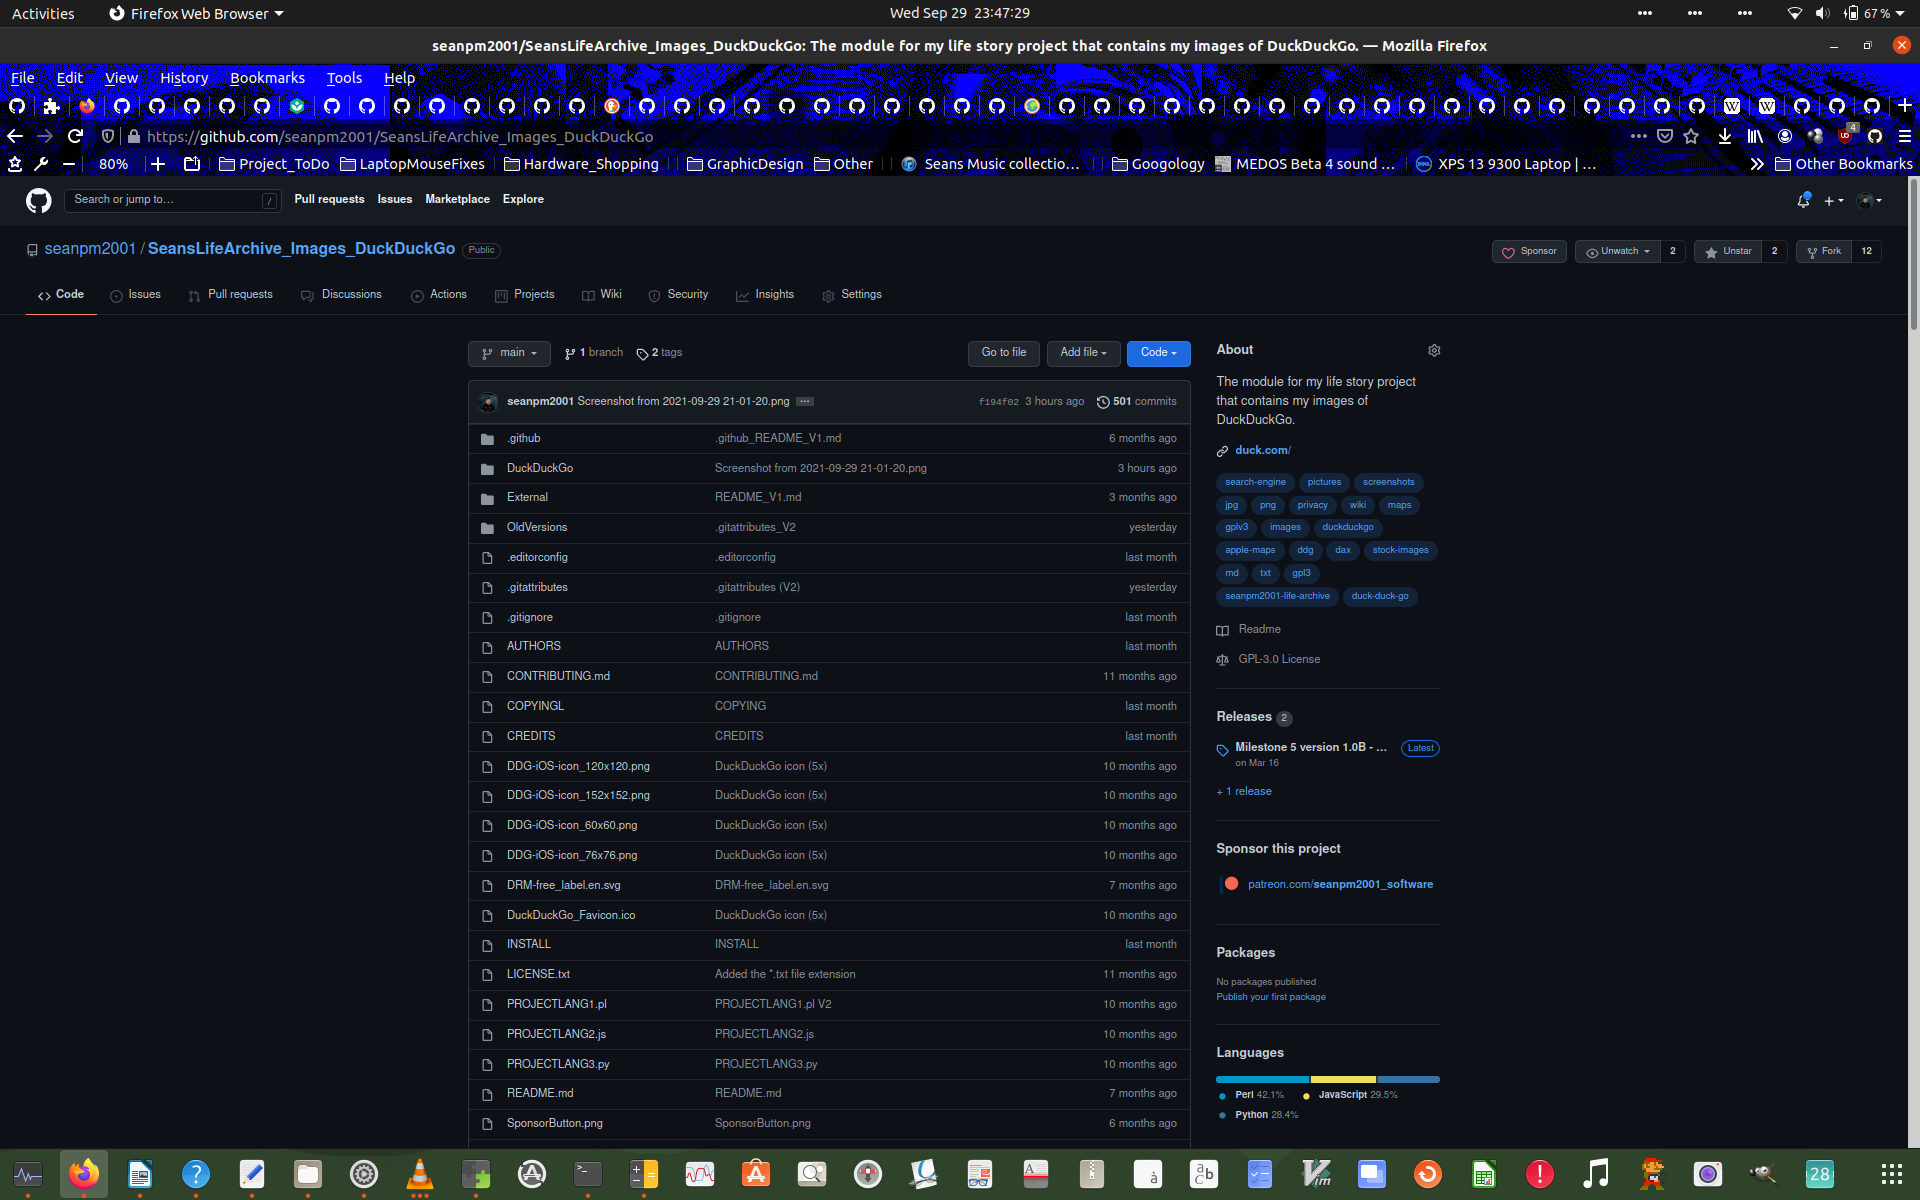 Activities
Firefox Web Browser
Wed Sep 29 23:47:29
67 %
seanpm2001/SeansLifeArchive_Images_DuckDuckGo: The module for my life story project that contains my images of DuckDuckGo. — Mozilla Firefox
File Edit View History Bookmarks Tools Help
https://github.com/seanpm2001/SeansLifeArchive_Images_DuckDuckGo
4
80%
Project_ToDo
LaptopMouseFixes
Hardware_Shopping
GraphicDesign
Other
Seans Music collectio…
Googology
MEDOS Beta 4 sound …
XPS 13 9300 Laptop | …
Other Bookmarks
Search or jump to…
/
Pull requests
Issues
Marketplace
Explore
seanpm2001 / SeansLifeArchive_Images_DuckDuckGo
Public
Sponsor
Unwatch 2
Unstar 2
Fork 12
Code
Issues
Pull requests
Discussions
Actions
Projects
Wiki
Security
Insights
Settings
main
1 branch
2 tags
Go to file
Add file
Code
seanpm2001 Screenshot from 2021-09-29 21-01-20.png
f194f02 3 hours ago
501 commits
.github .github_README_V1.md 6 months ago
DuckDuckGo Screenshot from 2021-09-29 21-01-20.png 3 hours ago
External README_V1.md 3 months ago
OldVersions .gitattributes_V2 yesterday
.editorconfig .editorconfig last month
.gitattributes .gitattributes (V2) yesterday
.gitignore .gitignore last month
AUTHORS AUTHORS last month
CONTRIBUTING.md CONTRIBUTING.md 11 months ago
COPYINGL COPYING last month
CREDITS CREDITS last month
DDG-iOS-icon_120x120.png DuckDuckGo icon (5x) 10 months ago
DDG-iOS-icon_152x152.png DuckDuckGo icon (5x) 10 months ago
DDG-iOS-icon_60x60.png DuckDuckGo icon (5x) 10 months ago
DDG-iOS-icon_76x76.png DuckDuckGo icon (5x) 10 months ago
DRM-free_label.en.svg DRM-free_label.en.svg 7 months ago
DuckDuckGo_Favicon.ico DuckDuckGo icon (5x) 10 months ago
INSTALL INSTALL last month
LICENSE.txt Added the *.txt file extension 11 months ago
PROJECTLANG1.pl PROJECTLANG1.pl V2 10 months ago
PROJECTLANG2.js PROJECTLANG2.js 10 months ago
PROJECTLANG3.py PROJECTLANG3.py 10 months ago
README.md README.md 7 months ago
SponsorButton.png SponsorButton.png 6 months ago
About
The module for my life story project
that contains my images of
DuckDuckGo.
duck.com/
search-engine pictures screenshots
jpg png privacy wiki maps
gplv3 images duckduckgo
apple-maps ddg dax stock-images
md txt gpl3
seanpm2001-life-archive duck-duck-go
Readme
GPL-3.0 License
Releases 2
Milestone 5 version 1.0B - ... Latest
on Mar 16
+ 1 release
Sponsor this project
patreon.com/seanpm2001_software
Packages
No packages published
Publish your first package
Languages
Perl 42.1% JavaScript 29.5%
Python 28.4%
28